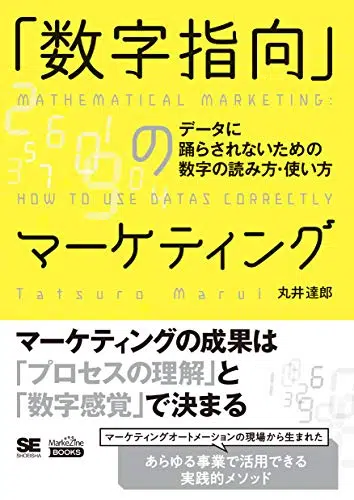 「数字指向」
MATHEMATICAL MARKETING:
の
データに
踊らされないための
数字の読み方・使い方
HOW TO USE DATAS CORRECTLY
マーケティング
Tatsuro Marui
丸井達郎
マーケティングの成果は
「プロセスの理解」と
「数字感覚」で決まる
マーケティングオートメーションの現場から生まれた
あらゆる事業で活用できる
実践的メソッド
SE
SHOEISHA
MarkeZine
BOOKS